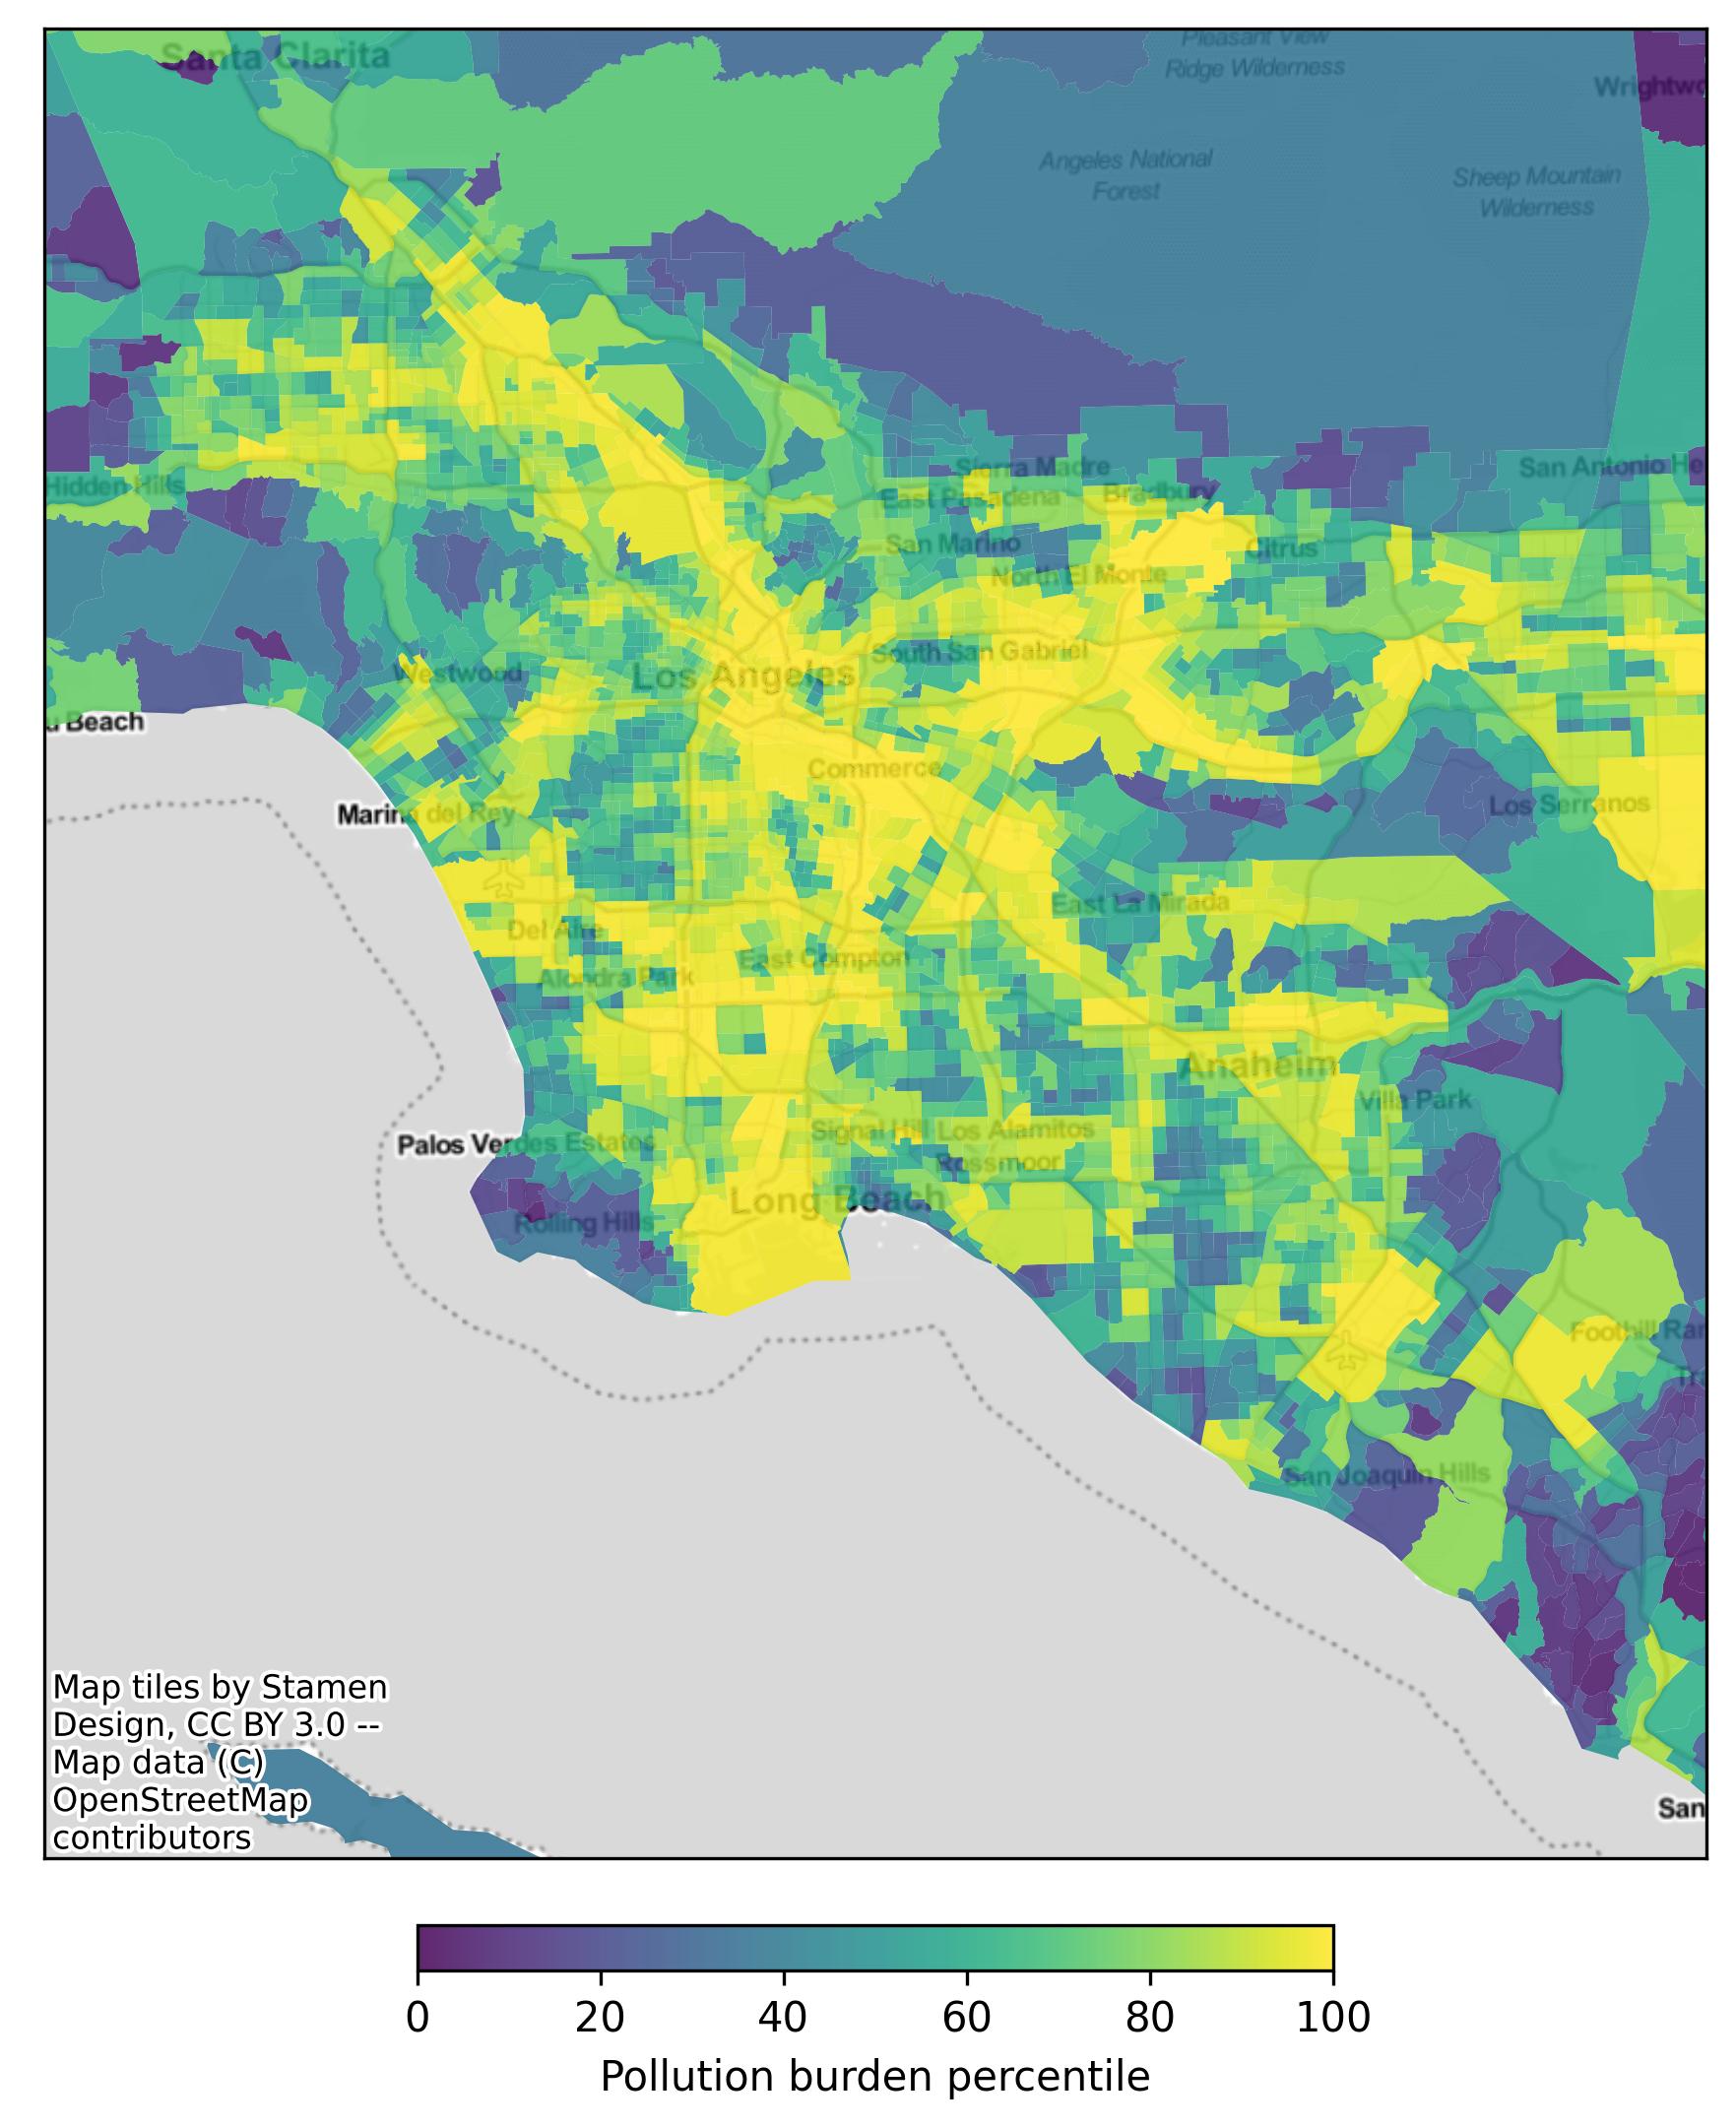 Santa Clarita
Pleasant View
Ridge Wilderness
Wrightwo
Angeles National
Forest
Sheep Mountain
Wilderness
Hidden Hills
Sierra Madre
San Antonio He
East Pasadena
Bradbury
San Marino
Citrus
North El Monte
South San Gabriel
Westwood
Los Angeles
u Beach
Commerce
Los Serranos
Marina del Rey
East La Mirada
Del Aire
East Compton
Alondra Park
Anaheim
Villa Park
Signal Hill
Los Alamitos
Palos Verdes Estates
Rossmoor
Long Beach
Rolling Hills
Foothill Ran
Tra
San Joaquin Hills
Map tiles by Stamen
Design, CC BY 3.0 --
Map data (C)
OpenStreetMap
contributors
San
0 20 40 60 80 100
Pollution burden percentile